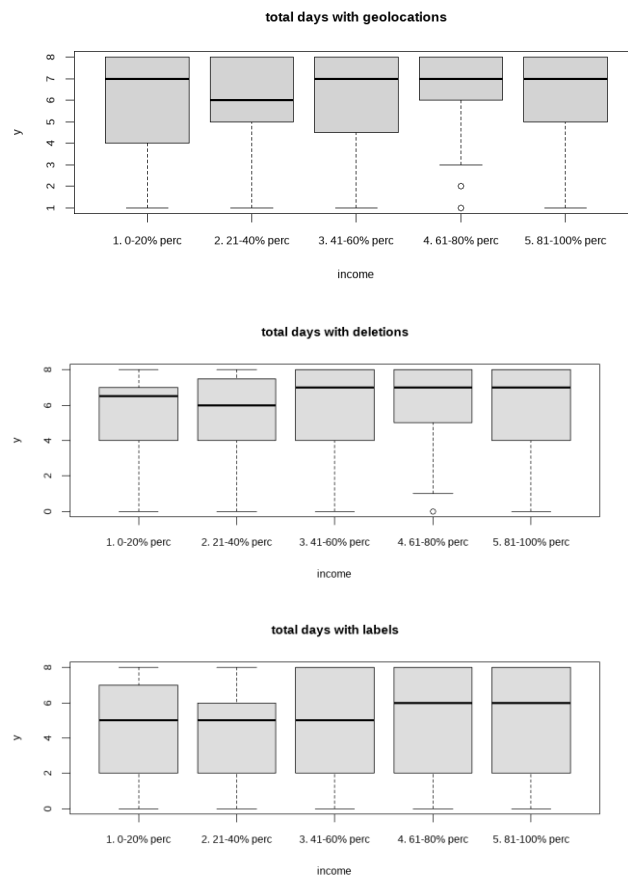 total days with geolocations
y
8
7
6
5
4
3
2
1
1. 0-20% perc 2. 21-40% perc 3. 41-60% perc 4. 61-80% perc 5. 81-100% perc
income
total days with deletions
y
8
6
4
2
0
1. 0-20% perc 2. 21-40% perc 3. 41-60% perc 4. 61-80% perc 5. 81-100% perc
income
total days with labels
y
8
6
4
2
0
1. 0-20% perc 2. 21-40% perc 3. 41-60% perc 4. 61-80% perc 5. 81-100% perc
income